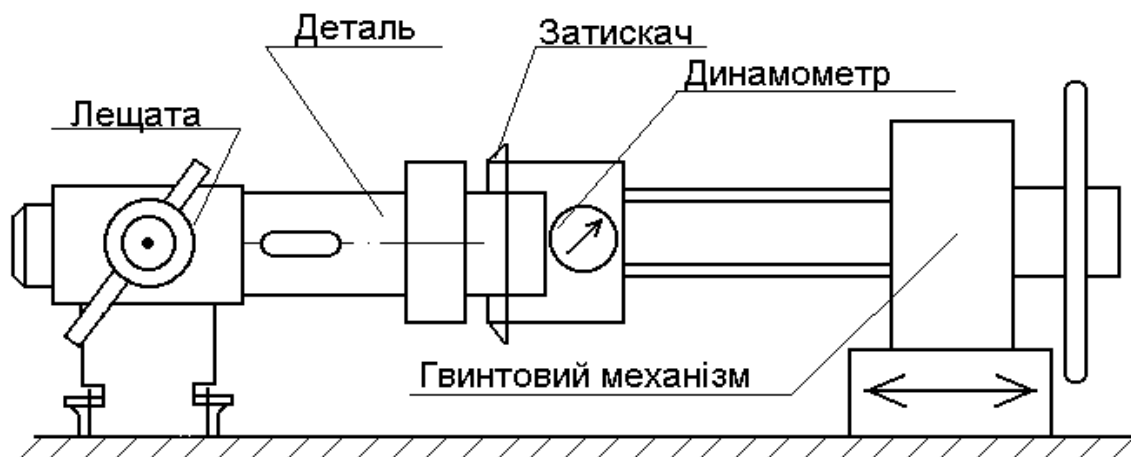 Деталь
Затискач
Динамометр
Лещата
Гвинтовий механізм